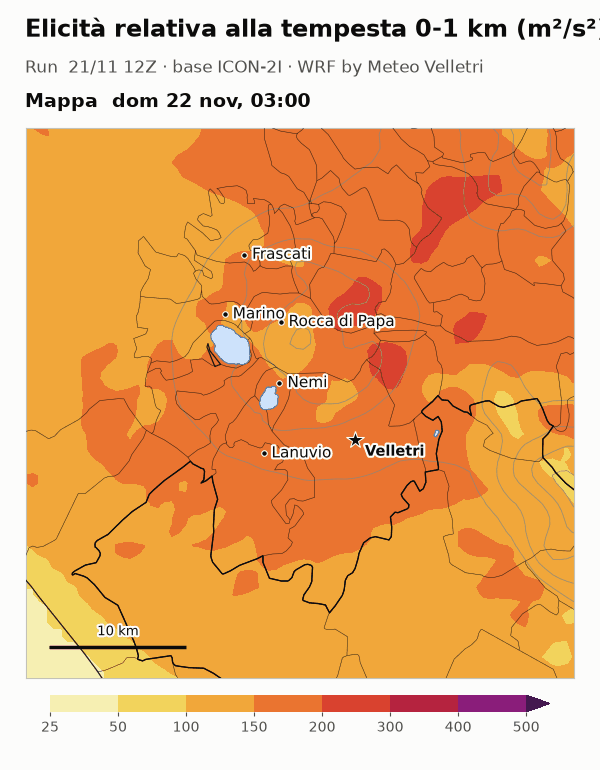 Elicità relativa alla tempesta 0-1 km (m²/s²)
Run 21/11 12Z · base ICON-2I · WRF by Meteo Velletri
Mappa dom 22 nov, 03:00
Frascati
Marino
Rocca di Papa
Nemi
Velletri
Lanuvio
10 km
25 50 100 150 200 300 400 500